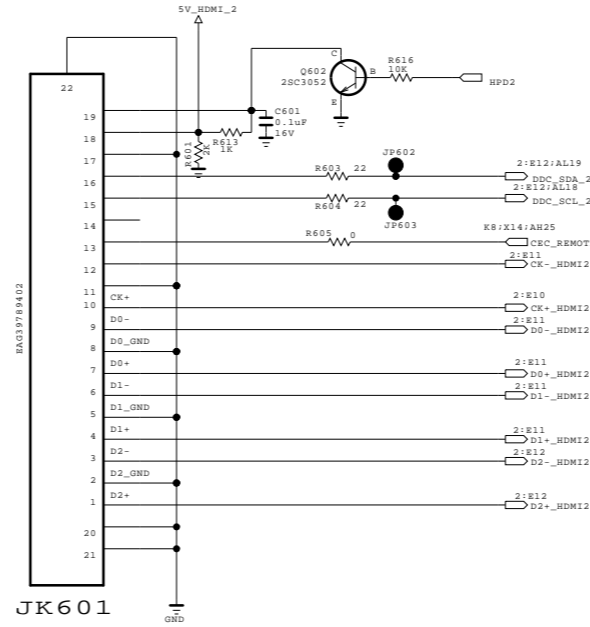 5V_HDMI_2
22
C
Q602
2SC3052
B
E
R616
10K
HPD2
19
C601
0.1uF
16V
18
R613
1K
R601
2K
17
JP602
R603
22
2:E12;AL19
16
DDC_SDA_2
2:E12;AL18
15
R604
22
DDC_SCL_2
14
JP603
R605
0
K8;X14;AH25
13
CEC_REMOT
2:E11
12
CK-_HDMI2
11
EAG39789402
10
CK+
2:E10
CK+_HDMI2
9
D0-
2:E11
D0-_HDMI2
8
D0_GND
7
D0+
2:E11
D0+_HDMI2
6
D1-
2:E11
D1-_HDMI2
5
D1_GND
4
D1+
2:E11
D1+_HDMI2
3
D2-
2:E12
D2-_HDMI2
2
D2_GND
1
D2+
2:E12
D2+_HDMI2
20
21
JK601
GND